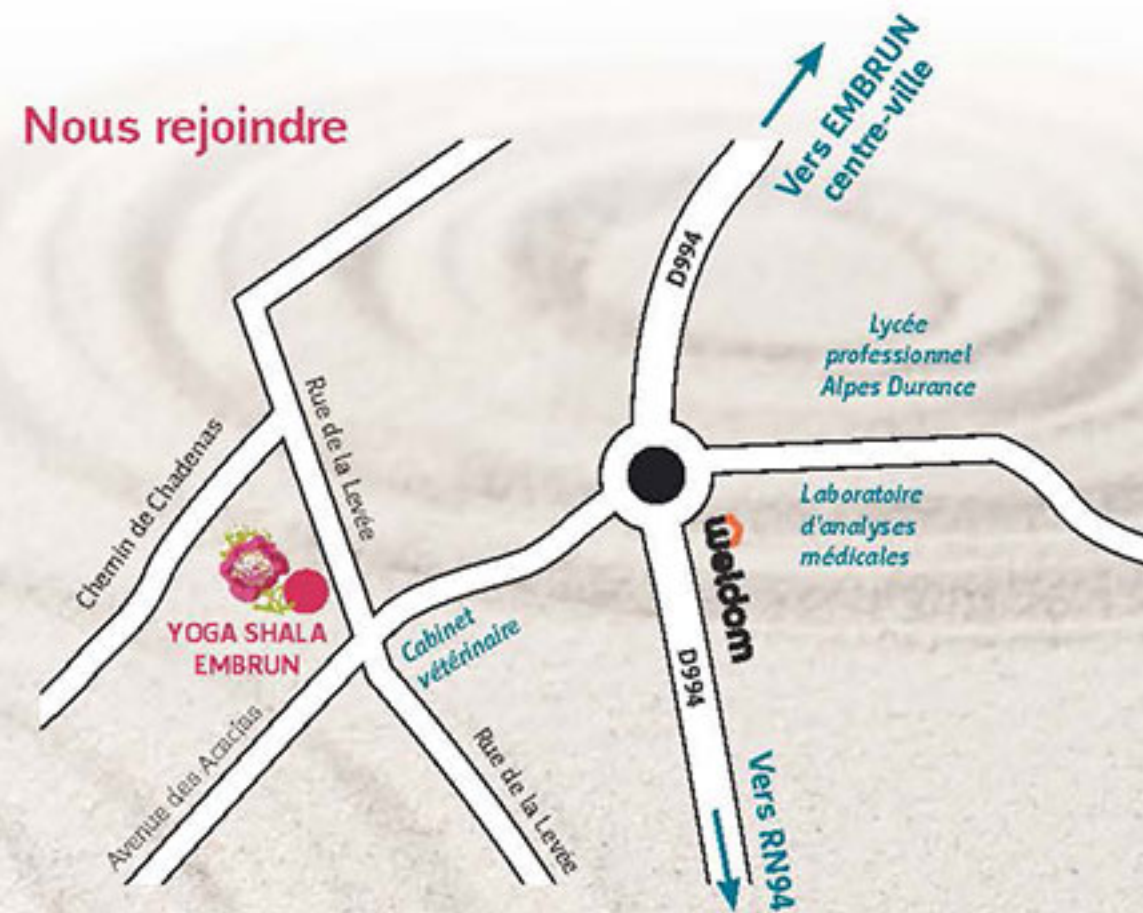 Nous rejoindre
Vers EMBRUN
centre-ville
D994
Lycée
professionnel
Alpes Durance
Rue de la Levée
Chemin de Chadenas
Laboratoire
d'analyses
médicales
weldom
YOGA SHALA
EMBRUN
Cabinet
vétérinaire
D994
Avenue des Acacias
Rue de la Levée
Vers RN94